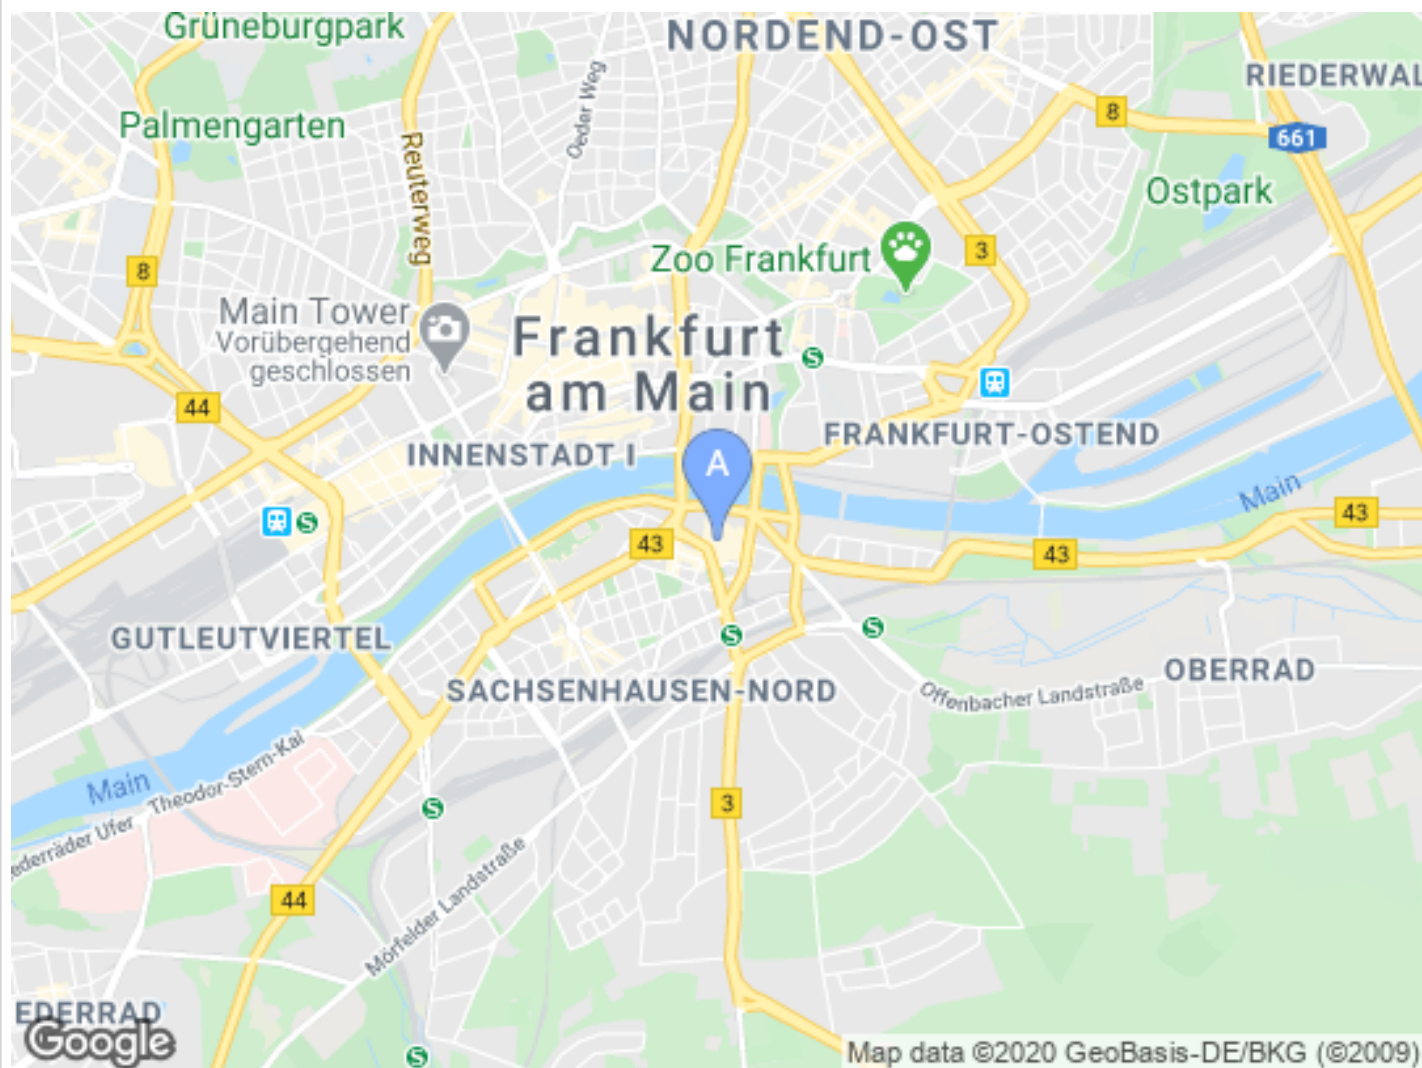 Grüneburgpark
NORDEND-OST
RIEDERWAL
Oeder Weg
8
Palmengarten
661
Reuterweg
Ostpark
Zoo Frankfurt
3
8
Main Tower
Vorübergehend
geschlossen
Frankfurt
am Main
S
44
INNENSTADT I
A
FRANKFURT-OSTEND
Main
S
43
43
43
GUTLEUTVIERTEL
S
S
OBERRAD
SACHSENHAUSEN-NORD
Offenbacher Landstraße
Main
Theodor-Stern-Kai
ederräder Ufer
S
3
44
Mörfelder Landstraße
EDERRAD
Google
S
Map data ©2020 GeoBasis-DE/BKG (©2009)